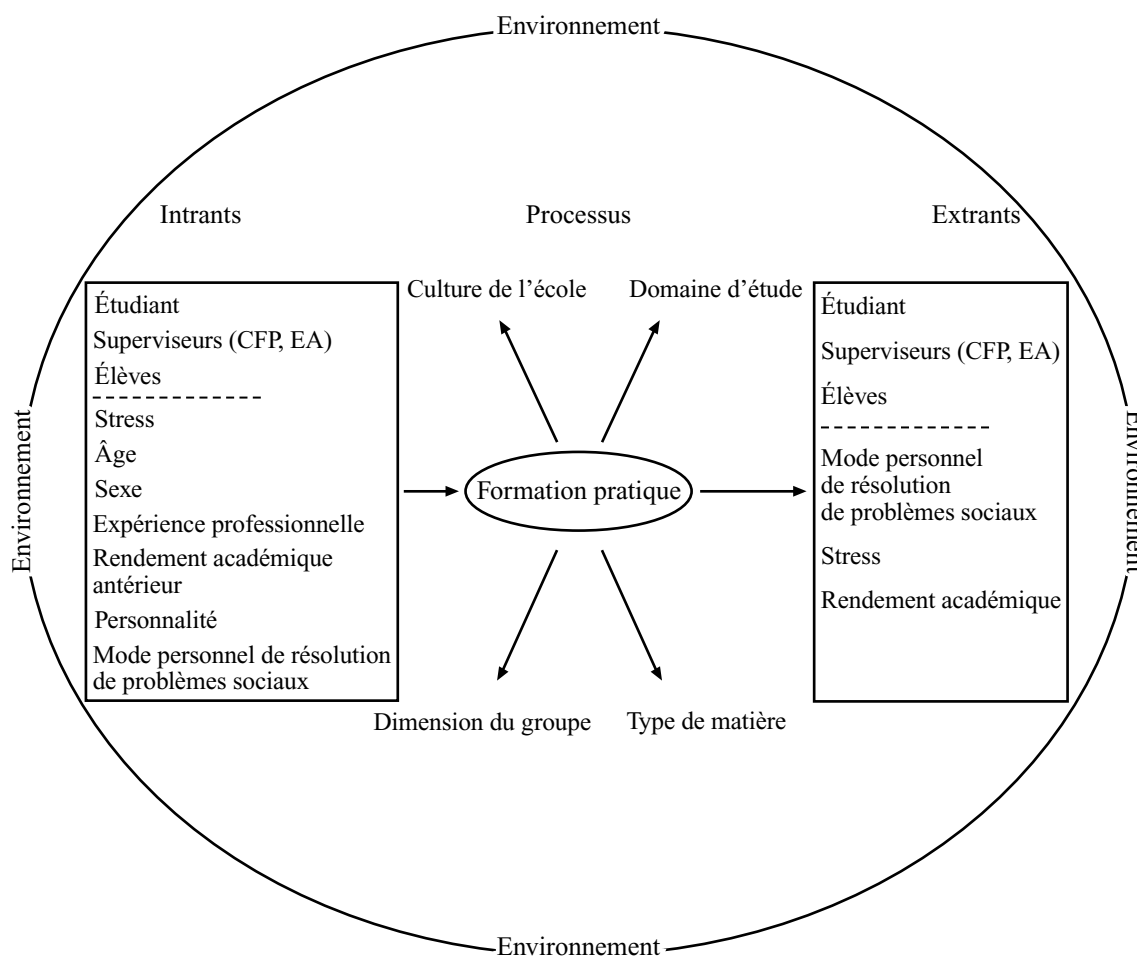 Environnement
Intrants
Processus
Extrants
Culture de l’école
Domaine d’étude
Étudiant
Superviseurs (CFP, EA)
Élèves
Stress
Âge
Sexe
Expérience professionnelle
Rendement académique
antérieur
Personnalité
Mode personnel de résolution
de problèmes sociaux
Formation pratique
Dimension du groupe
Type de matière
Étudiant
Superviseurs (CFP, EA)
Élèves
Mode personnel
de résolution
de problèmes sociaux
Stress
Rendement académique
Environnement
Environnement
Environnement